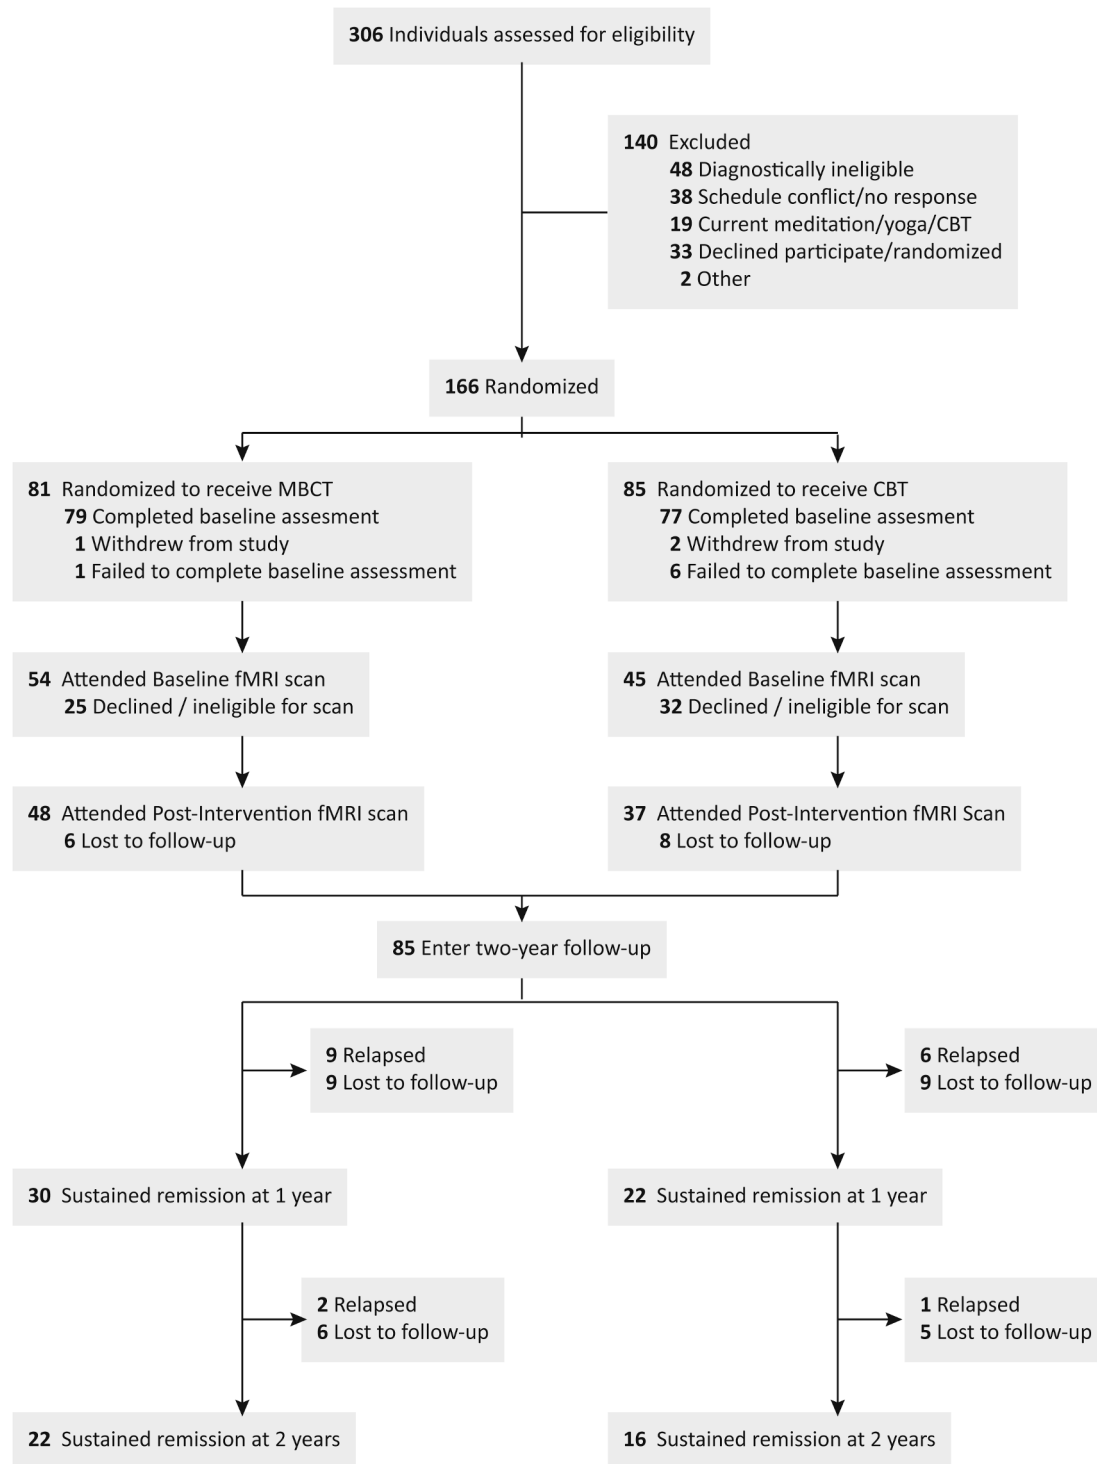 306 Individuals assessed for eligibility
140 Excluded
48 Diagnostically ineligible
38 Schedule conflict/no response
19 Current meditation/yoga/CBT
33 Declined participate/randomized
2 Other
166 Randomized
81 Randomized to receive MBCT
79 Completed baseline assesment
1 Withdrew from study
1 Failed to complete baseline assessment
85 Randomized to receive CBT
77 Completed baseline assesment
2 Withdrew from study
6 Failed to complete baseline assessment
54 Attended Baseline fMRI scan
25 Declined / ineligible for scan
45 Attended Baseline fMRI scan
32 Declined / ineligible for scan
48 Attended Post-Intervention fMRI scan
6 Lost to follow-up
37 Attended Post-Intervention fMRI Scan
8 Lost to follow-up
85 Enter two-year follow-up
9 Relapsed
9 Lost to follow-up
6 Relapsed
9 Lost to follow-up
30 Sustained remission at 1 year
22 Sustained remission at 1 year
2 Relapsed
6 Lost to follow-up
1 Relapsed
5 Lost to follow-up
22 Sustained remission at 2 years
16 Sustained remission at 2 years